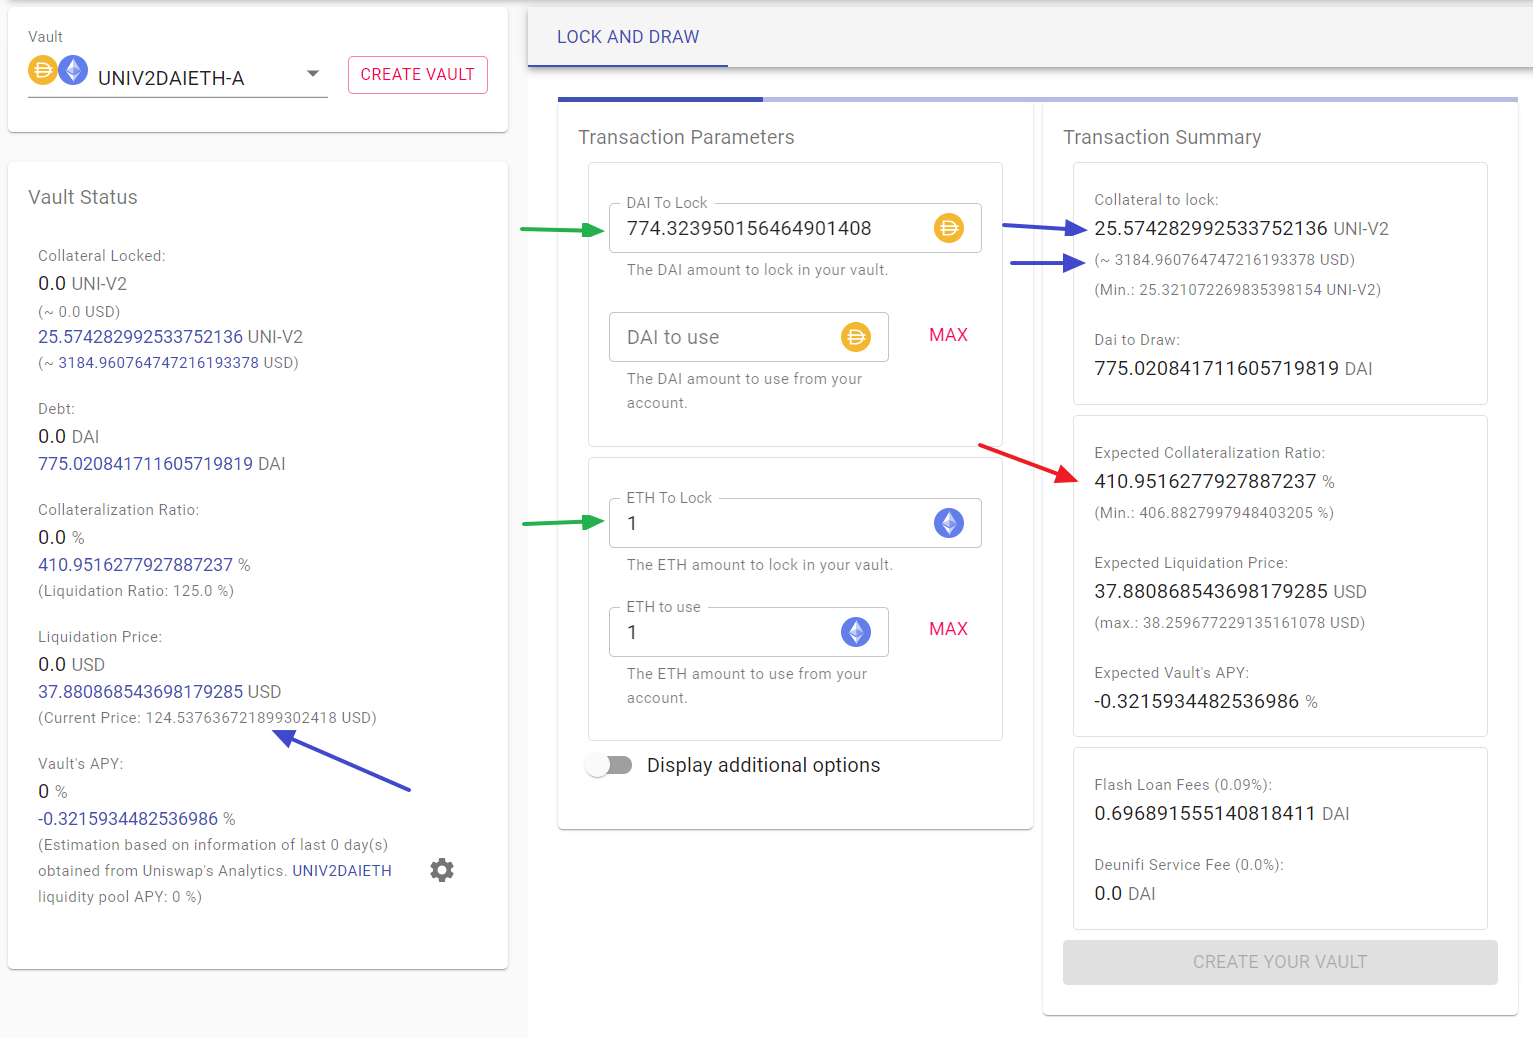 Vault
UNIV2DAIETH-A
CREATE VAULT
Vault Status
Collateral Locked:
0.0 UNI-V2
(~ 0.0 USD)
25.574282992533752136 UNI-V2
(~ 3184.960764747216193378 USD)
Debt:
0.0 DAI
775.020841711605719819 DAI
Collateralization Ratio:
0.0 %
410.9516277927887237 %
(Liquidation Ratio: 125.0 %)
Liquidation Price:
0.0 USD
37.880868543698179285 USD
(Current Price: 124.537636721899302418 USD)
Vault's APY:
0 %
-0.3215934482536986 %
(Estimation based on information of last 0 day(s)
obtained from Uniswap's Analytics. UNIV2DAIETH
liquidity pool APY: 0 %)
LOCK AND DRAW
Transaction Parameters
DAI To Lock
774.323950156464901408
The DAI amount to lock in your vault.
DAI to use
MAX
The DAI amount to use from your
account.
ETH To Lock
1
The ETH amount to lock in your vault.
ETH to use
1
MAX
The ETH amount to use from your
account.
Display additional options
Transaction Summary
Collateral to lock:
25.574282992533752136 UNI-V2
(~ 3184.960764747216193378 USD)
(Min.: 25.321072269835398154 UNI-V2)
Dai to Draw:
775.020841711605719819 DAI
Expected Collateralization Ratio:
410.9516277927887237 %
(Min.: 406.8827997948403205 %)
Expected Liquidation Price:
37.880868543698179285 USD
(max.: 38.259677229135161078 USD)
Expected Vault's APY:
-0.3215934482536986 %
Flash Loan Fees (0.09%):
0.696891555140818411 DAI
Deunifi Service Fee (0.0%):
0.0 DAI
CREATE YOUR VAULT